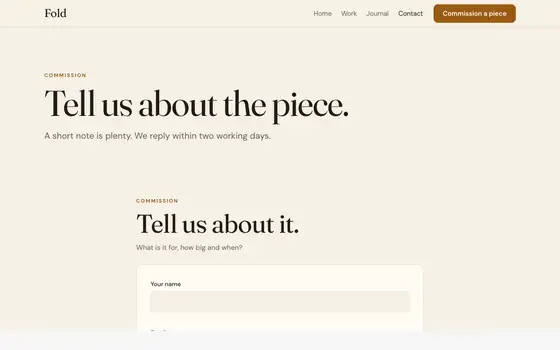 Fold
Home Work Journal Contact Commission a piece
COMMISSION
Tell us about the piece.
A short note is plenty. We reply within two working days.
COMMISSION
Tell us about it.
What is it for, how big and when?
Your name